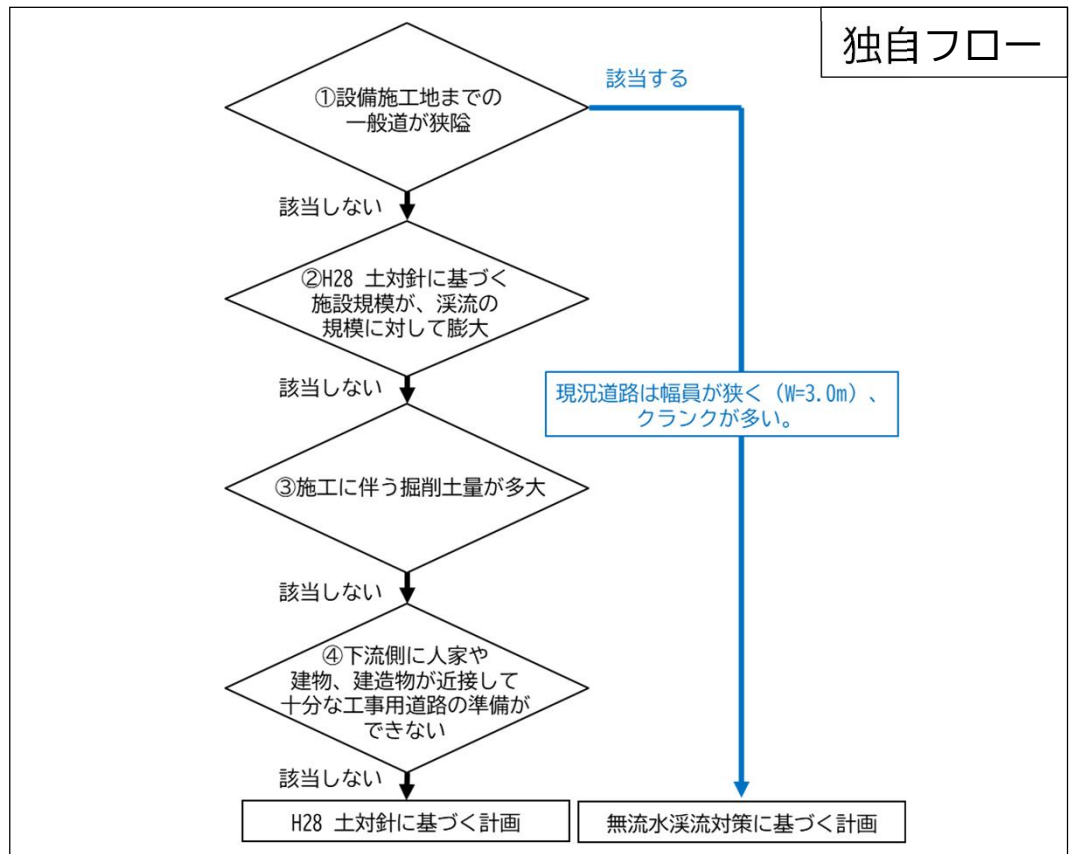 独自フロー
該当する
①設備施工地までの
一般道が狭隘
該当しない
②H28 土対針に基づく
施設規模が、渓流の
規模に対して膨大
該当しない
現況道路は幅員が狭く（W=3.0m）、
クランクが多い。
③施工に伴う掘削土量が多大
該当しない
④下流側に人家や
建物、建造物が近接して
十分な工事用道路の準備が
できない
該当しない
H28 土対針に基づく計画
無流水渓流対策に基づく計画